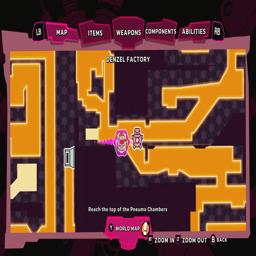 LB MAP ITEMS WEAPONS COMPONENTS ABILITIES RB
DENZEL FACTORY
Reach the top of the Pneuma Chambers
Y WORLD MAP
ZOOM IN ZOOM OUT B BACK